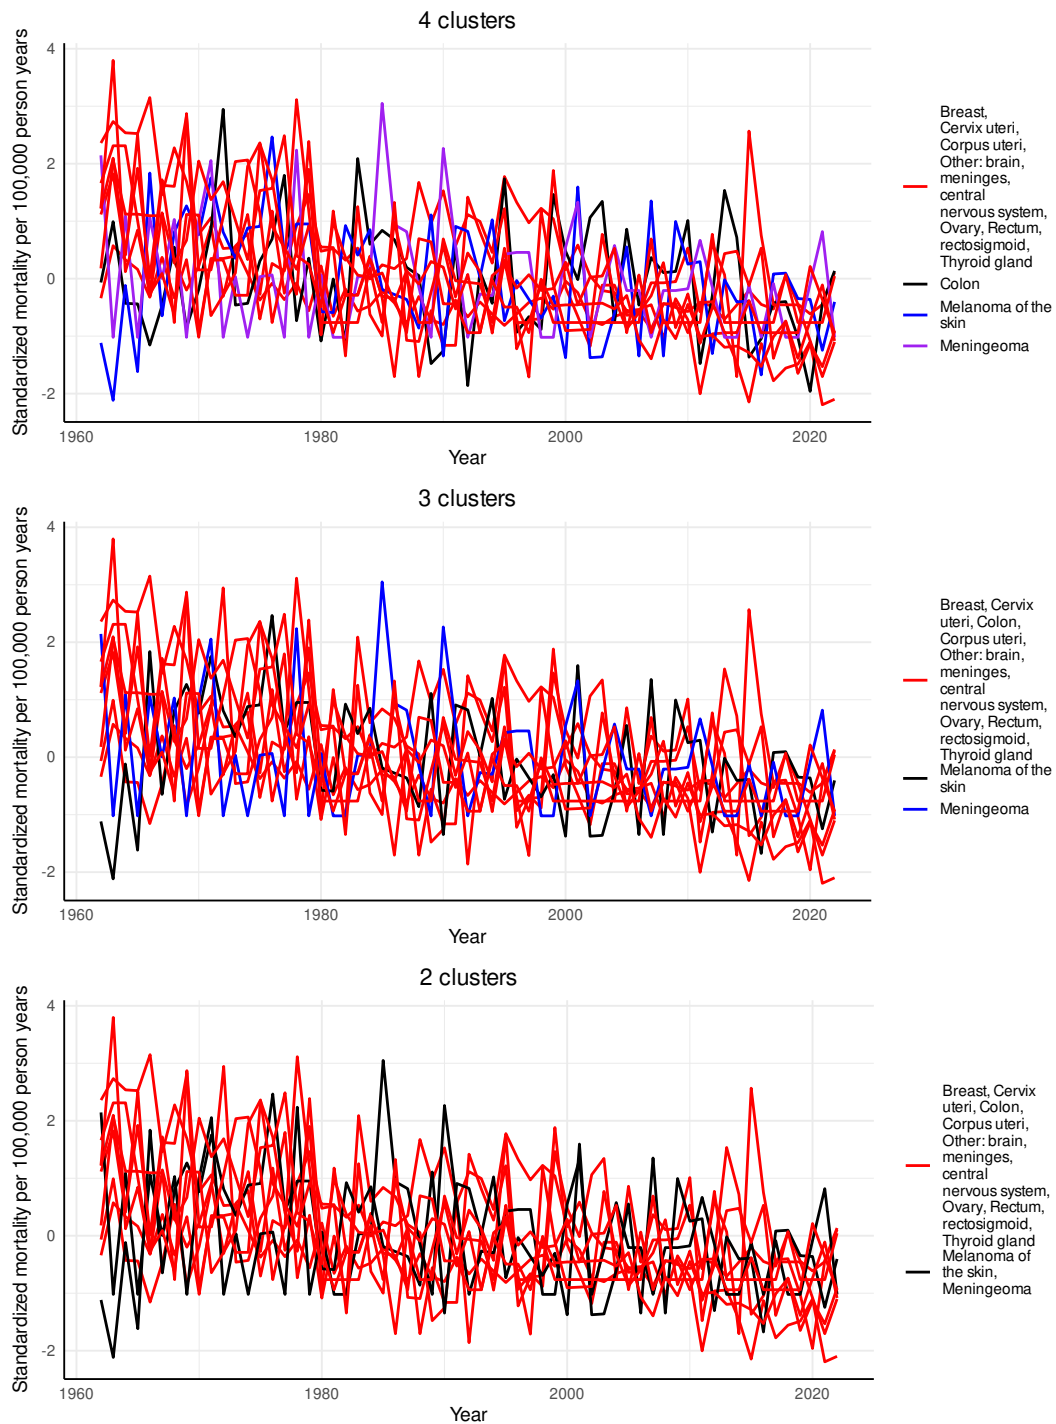 4 clusters
Standardized mortality per 100,000 person years
4
2
0
-2
1960
1980
2000
2020
Year
Breast,
Cervix uteri,
Corpus uteri,
Other: brain,
meninges,
central
nervous system,
Ovary, Rectum,
rectosigmoid,
Thyroid gland
Colon
Melanoma of the
skin
Meningeoma
3 clusters
Standardized mortality per 100,000 person years
4
2
0
-2
1960
1980
2000
2020
Year
Breast, Cervix
uteri, Colon,
Corpus uteri,
Other: brain,
meninges,
central
nervous system,
Ovary, Rectum,
rectosigmoid,
Thyroid gland
Melanoma of the
skin
Meningeoma
2 clusters
Standardized mortality per 100,000 person years
4
2
0
-2
1960
1980
2000
2020
Year
Breast, Cervix
uteri, Colon,
Corpus uteri,
Other: brain,
meninges,
central
nervous system,
Ovary, Rectum,
rectosigmoid,
Thyroid gland
Melanoma of
the skin,
Meningeoma